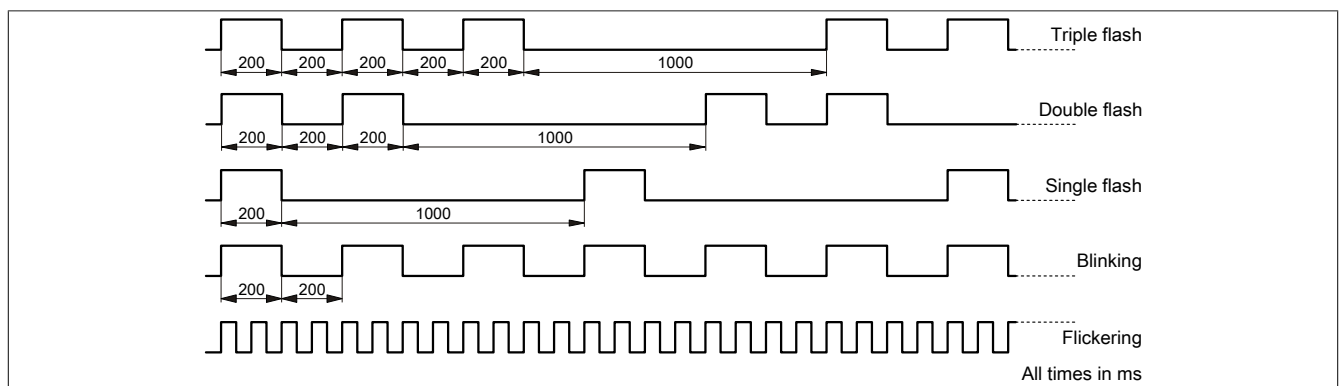 Triple flash
200 200 200 200 200 1000
Double flash
200 200 200 1000
Single flash
200 1000
Blinking
200 200
Flickering
All times in ms